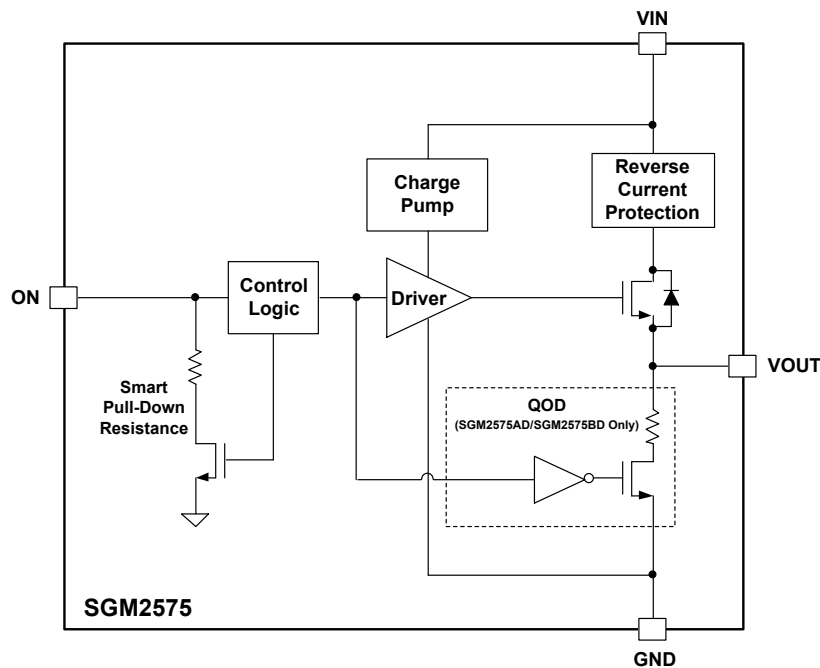 VIN
Charge
Pump
Reverse
Current
Protection
ON
Control
Logic
Driver
VOUT
Smart
Pull-Down
Resistance
QOD
(SGM2575AD/SGM2575BD Only)
SGM2575
GND